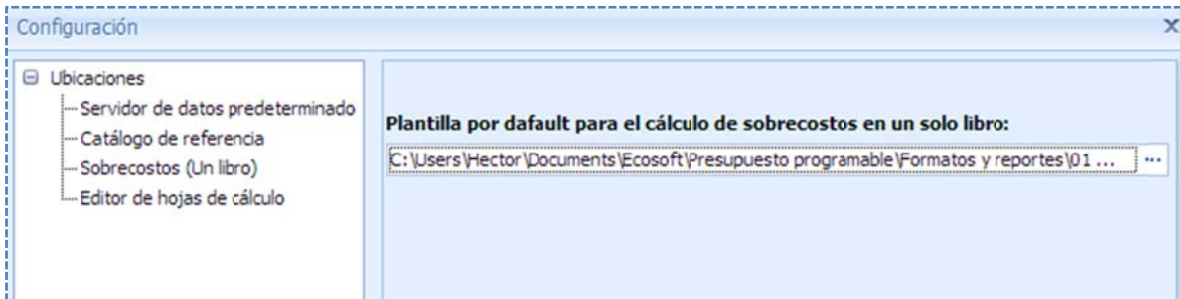 Configuración
Ubicaciones
Servidor de datos predeterminado
Catálogo de referencia
Sobrecostos (Un libro)
Editor de hojas de cálculo
Plantilla por dafault para el cálculo de sobrecostos en un solo libro:
C:\Users\Hector\Documents\Ecosoft\Presupuesto programable\Formatos y reportes\01 ...